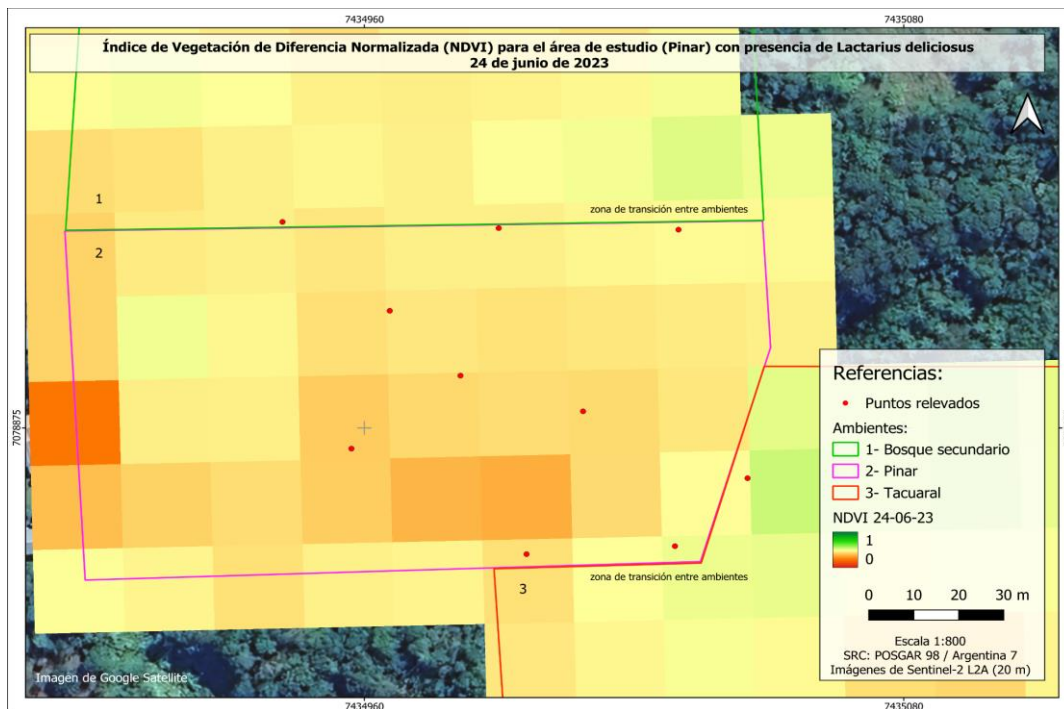 7434960
7435080
Índice de Vegetación de Diferencia Normalizada (NDVI) para el área de estudio (Pinar) con presencia de Lactarius deliciosus
24 de junio de 2023
1
zona de transición entre ambientes
2
7078875
Referencias:
Puntos relevados
Ambientes:
1- Bosque secundario
2- Pinar
3- Tacuaral
NDVI 24-06-23
1
0
0 10 20 30 m
Escala 1:800
SRC: POSGAR 98 / Argentina 7
Imágenes de Sentinel-2 L2A (20 m)
zona de transición entre ambientes
3
Imagen de Google Satellite
7434960
7435080